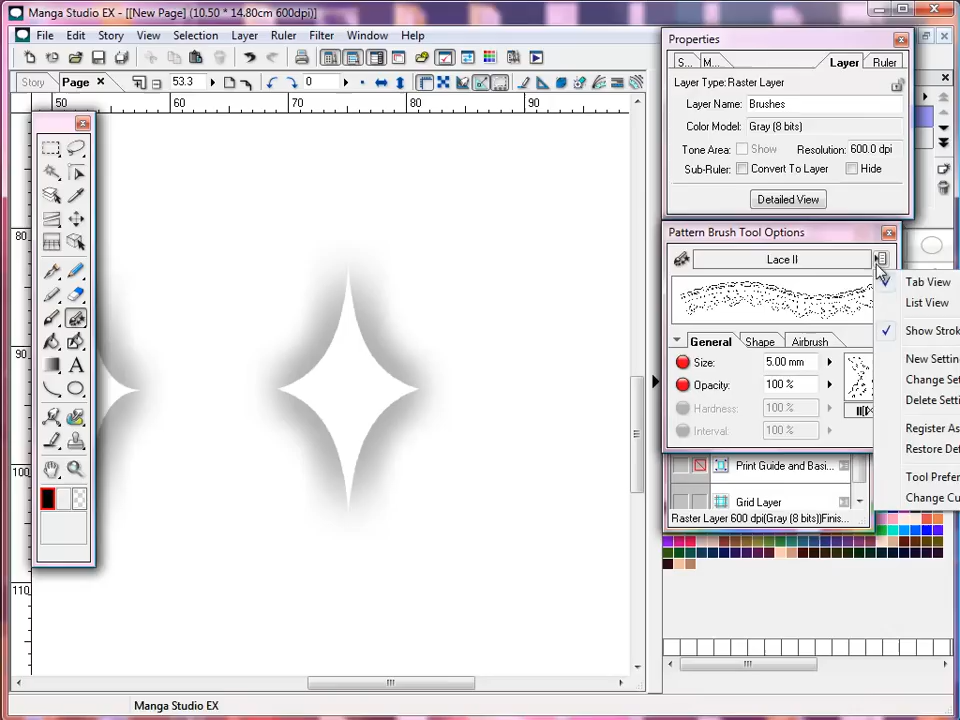 Manga Studio EX - [[New Page] (10.50 * 14.80cm 600dpi)]
File Edit Story View Selection Layer Ruler Filter Window Help
Story Page 53.3 0
50 60 70 80 90
80
90
100
110
Properties
S... M... Layer Ruler
Layer Type: Raster Layer
Layer Name: Brushes
Color Model: Gray (8 bits)
Tone Area: Show Resolution: 600.0 dpi
Sub-Ruler: Convert To Layer Hide
Detailed View
Pattern Brush Tool Options
Lace II
General Shape Airbrush
Size: 5.00 mm
Opacity: 100 %
Hardness: 100 %
Interval: 100 %
Tab View
List View
Show Strok
New Settin
Change Set
Delete Setti
Register As
Restore Def
Tool Prefer
Change Cu
Print Guide and Basi...
Grid Layer
Raster Layer 600 dpi(Gray (8 bits))Finis...
Manga Studio EX